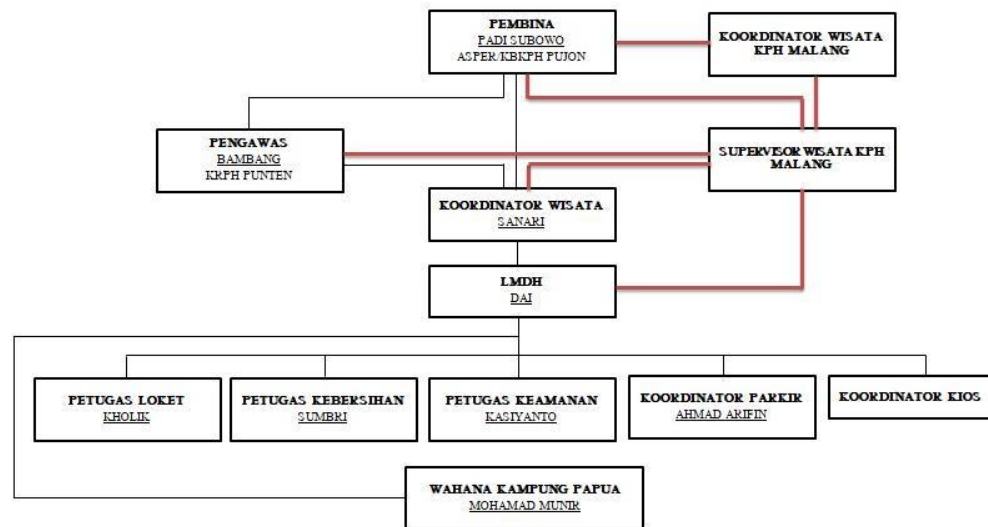 PEMBINA
PADI SUBOWO
ASPER/KBKPH PUJON
KOORDINATOR WISATA
KPH MALANG
PENGAWAS
BAMBANG
KRPH PUNTEN
SUPERVISOR WISATA KPH
MALANG
KOORDINATOR WISATA
SANARI
LMDH
DAI
PETUGAS LOKET
KHOLIK
PETUGAS KEBERSIHAN
SUMBRI
PETUGAS KEAMANAN
KASIYANTO
KOORDINATOR PARKIR
AHMAD ARIFIN
KOORDINATOR KIOS
WAHANA KAMPUNG PAPUA
MOHAMAD MUNIR